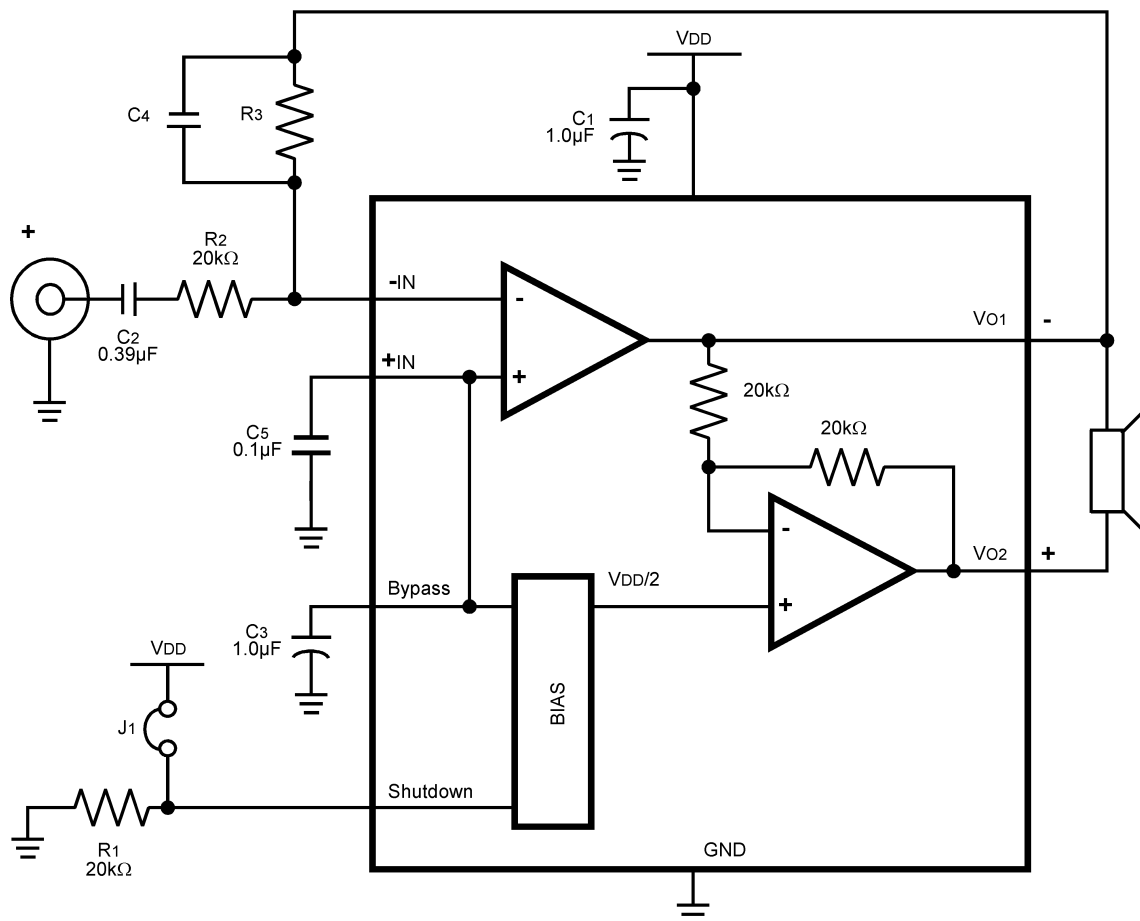 VDD
C4
R3
C1
1.0µF
+
R2
20kΩ
-IN
-
C2
0.39µF
VO1
-
+IN
+
20kΩ
C5
0.1µF
20kΩ
-
VO2
+
Bypass
VDD/2
+
C3
1.0µF
VDD
BIAS
J1
Shutdown
R1
20kΩ
GND